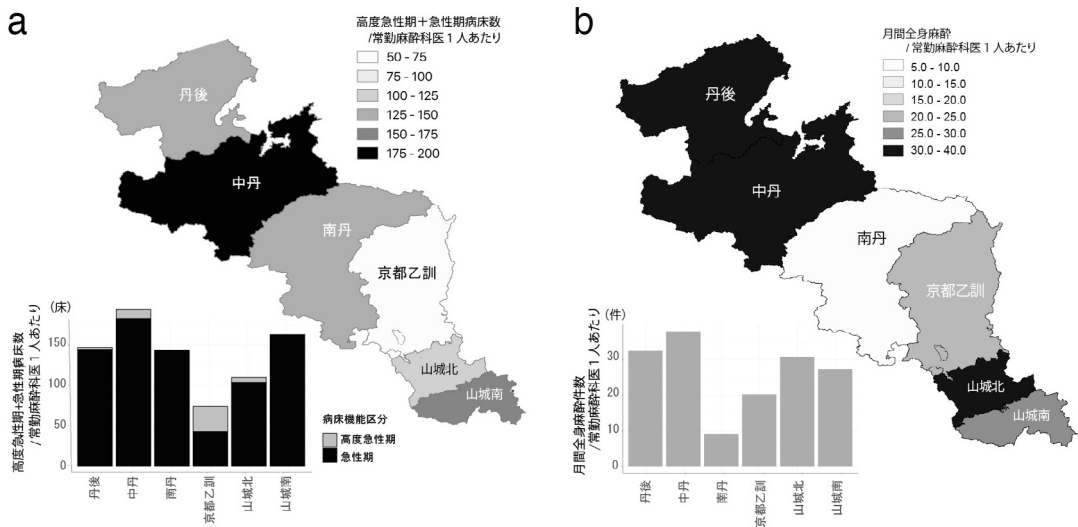 a
高度急性期＋急性期病床数
/常勤麻酔科医１人あたり
50 - 75
75 - 100
100 - 125
125 - 150
150 - 175
175 - 200
丹後
中丹
南丹
京都乙訓
山城北
山城南
（床）
高度急性期+急性期病床数
/常勤麻酔科医１人あたり
150
100
50
0
丹後
中丹
南丹
京都乙訓
山城北
山城南
病床機能区分
高度急性期
急性期
b
月間全身麻酔
/常勤麻酔科医１人あたり
5.0 - 10.0
10.0 - 15.0
15.0 - 20.0
20.0 - 25.0
25.0 - 30.0
30.0 - 40.0
丹後
中丹
南丹
京都乙訓
山城北
山城南
（件）
月間全身麻酔件数
/常勤麻酔科医１人あたり
30
20
10
0
丹後
中丹
南丹
京都乙訓
山城北
山城南